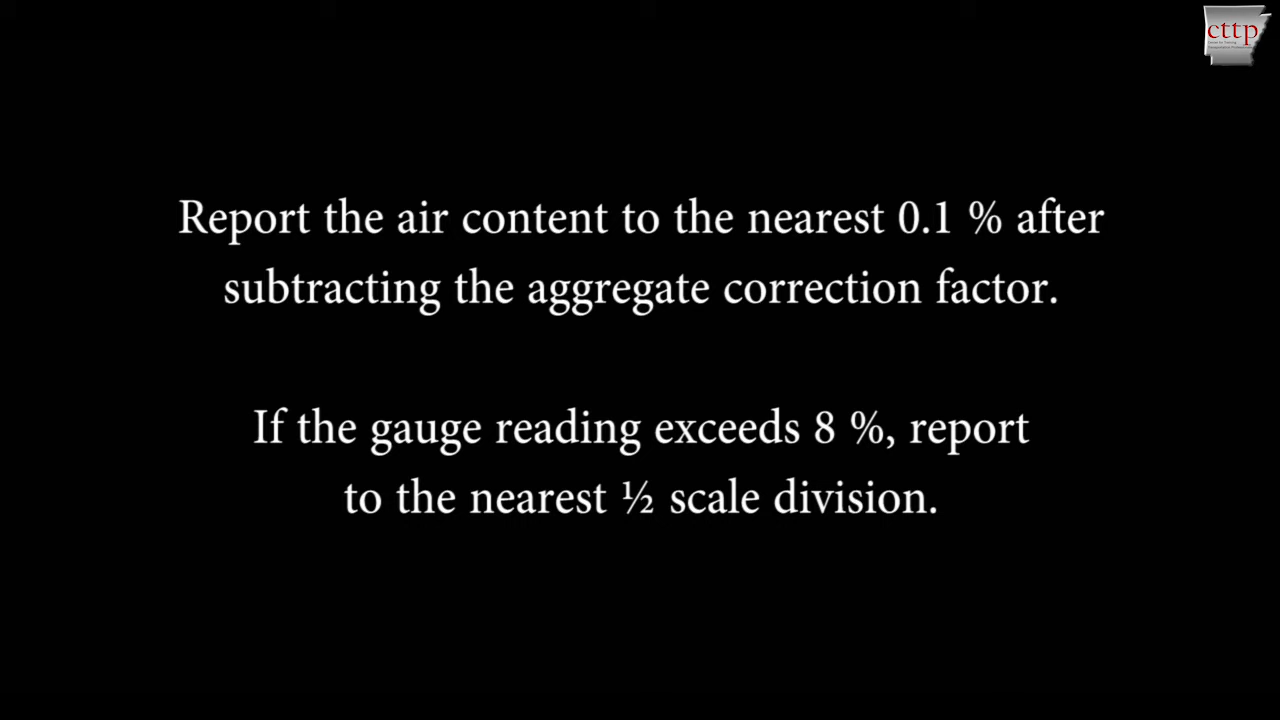 cttp
Report the air content to the nearest 0.1 % after
subtracting the aggregate correction factor.
If the gauge reading exceeds 8 %, report
to the nearest ½ scale division.